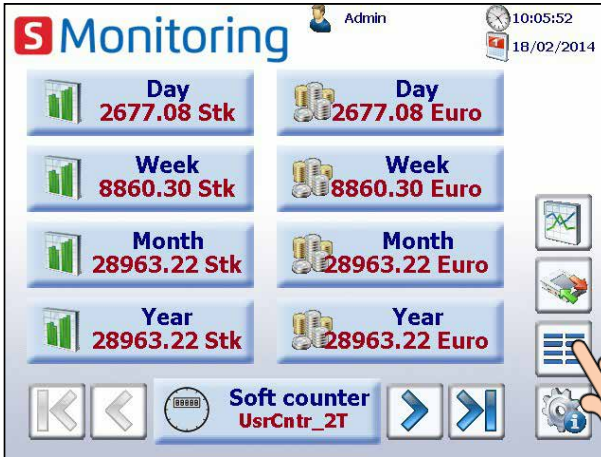 S Monitoring
Admin
10:05:52
18/02/2014
Day
2677.08 Stk
Day
2677.08 Euro
Week
8860.30 Stk
Week
8860.30 Euro
Month
28963.22 Stk
Month
28963.22 Euro
Year
28963.22 Stk
Year
28963.22 Euro
Soft counter
UsrCntr_2T